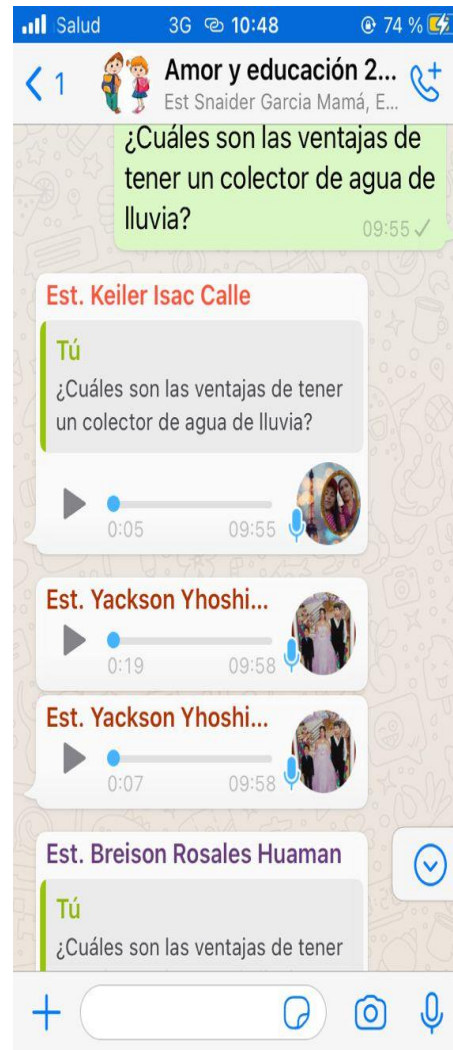 Salud 3G 10:48 74 %
1 Amor y educación 2...
Est Snaider Garcia Mamá, E...
¿Cuáles son las ventajas de
tener un colector de agua de
lluvia?
09:55
Est. Keiler Isac Calle
Tú
¿Cuáles son las ventajas de tener
un colector de agua de lluvia?
0:05 09:55
Est. Yackson Yhoshi...
0:19 09:58
Est. Yackson Yhoshi...
0:07 09:58
Est. Breison Rosales Huaman
Tú
¿Cuáles son las ventajas de tener